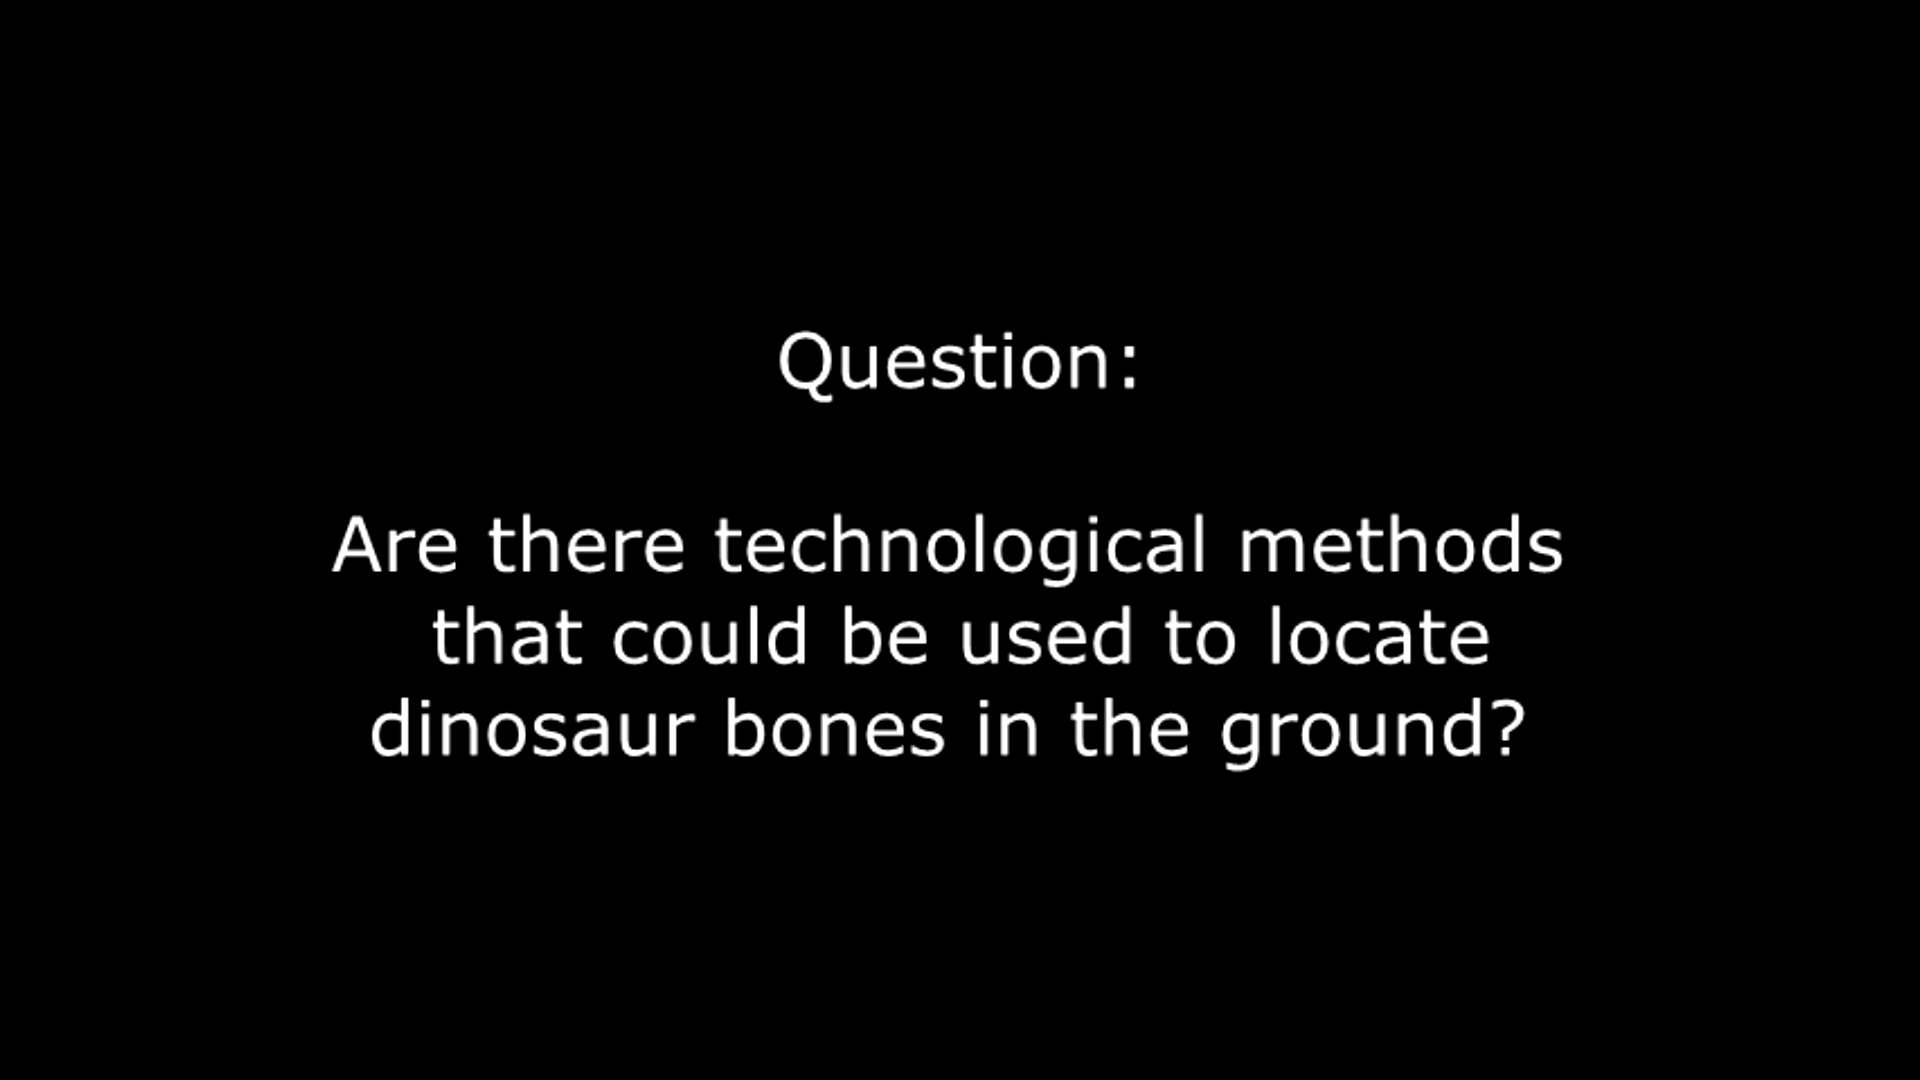 Question:
Are there technological methods
that could be used to locate
dinosaur bones in the ground?